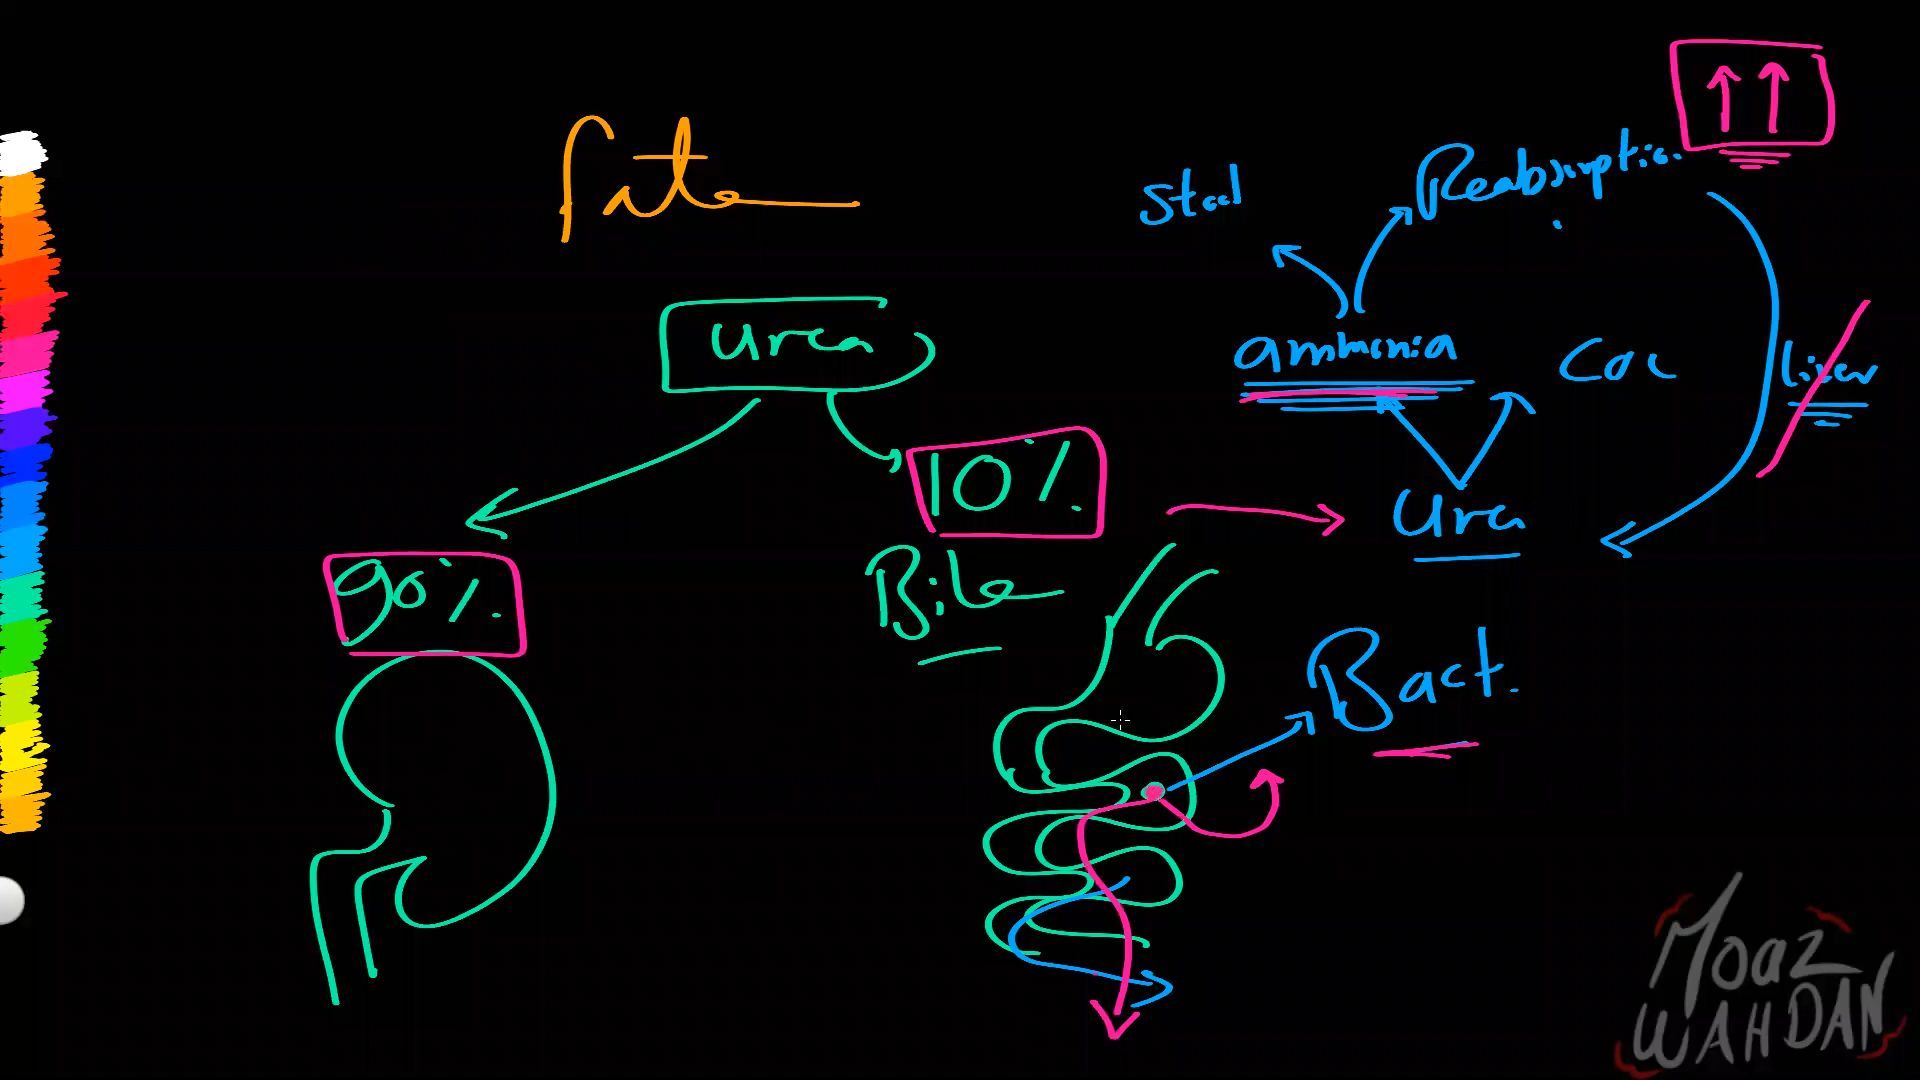 Fate
Urea
10%
Bile
90%
Stool
Reabsorption
↑↑
ammonia
Co2
liver
Urea
Bact.
MOaZ
WAHDAN